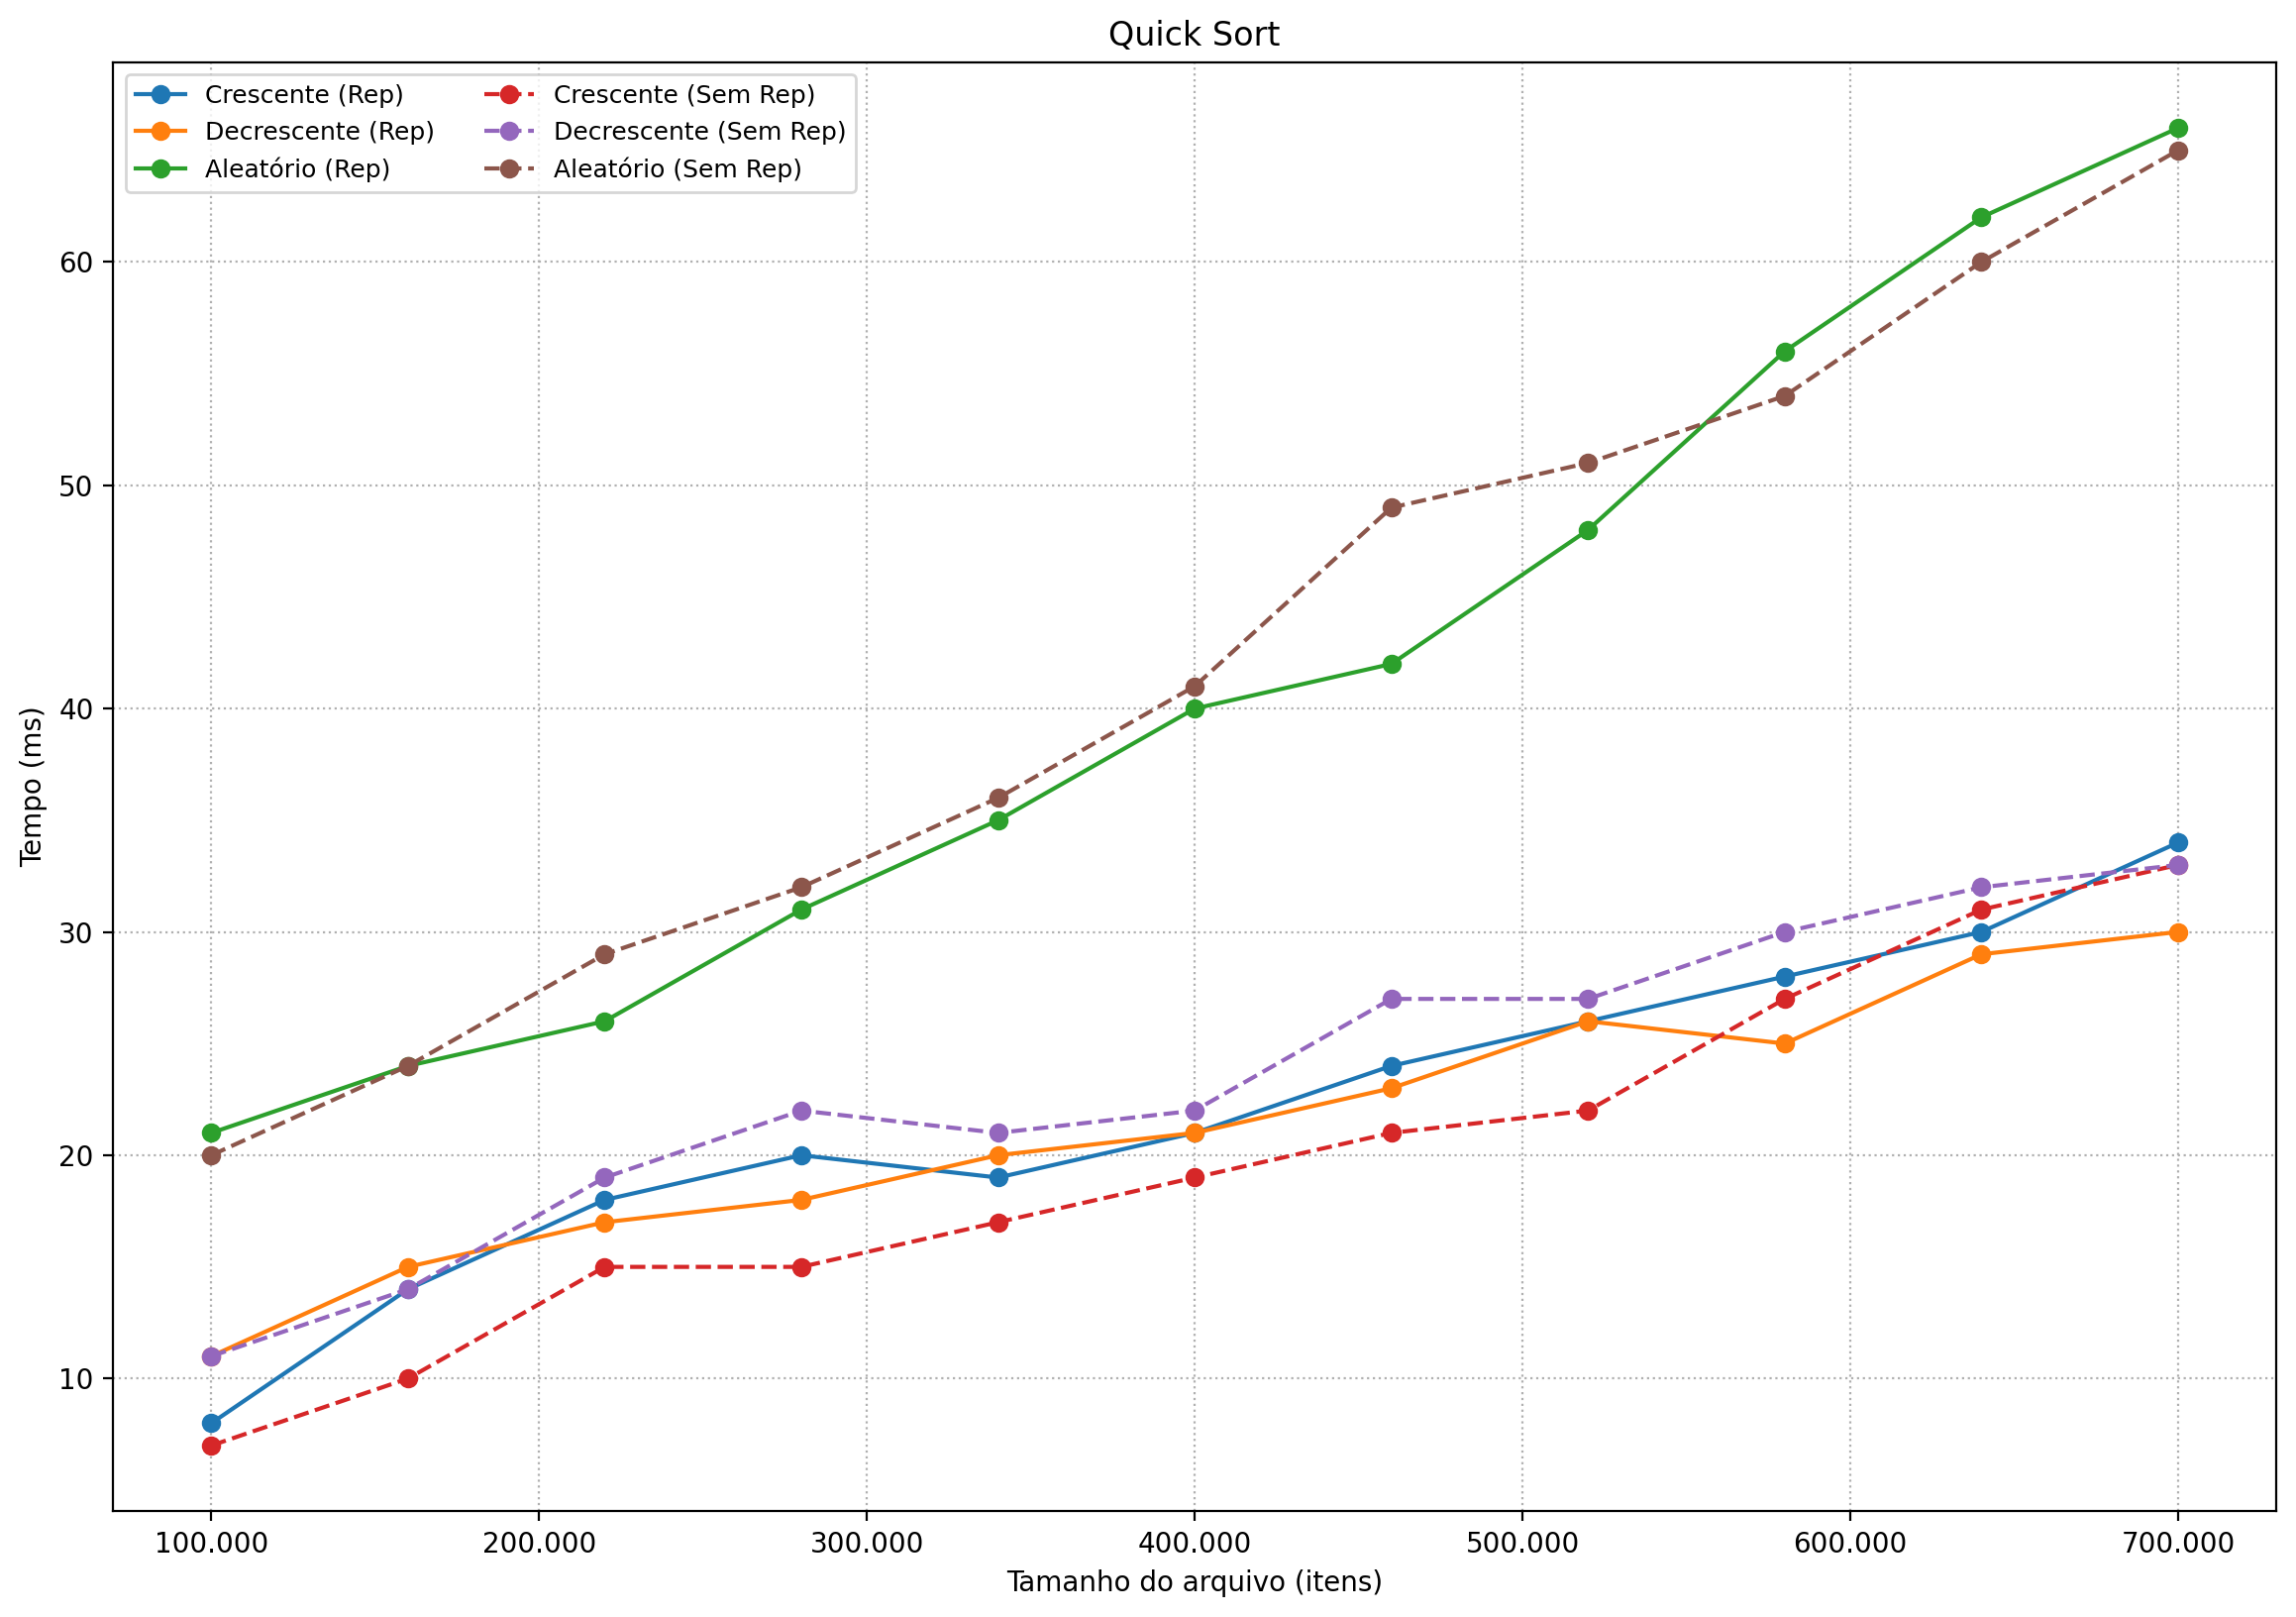 Quick Sort
Crescente (Rep)
Decrescente (Rep)
Aleatório (Rep)
Crescente (Sem Rep)
Decrescente (Sem Rep)
Aleatório (Sem Rep)
Tempo (ms)
60
50
40
30
20
10
100.000 200.000 300.000 400.000 500.000 600.000 700.000
Tamanho do arquivo (itens)